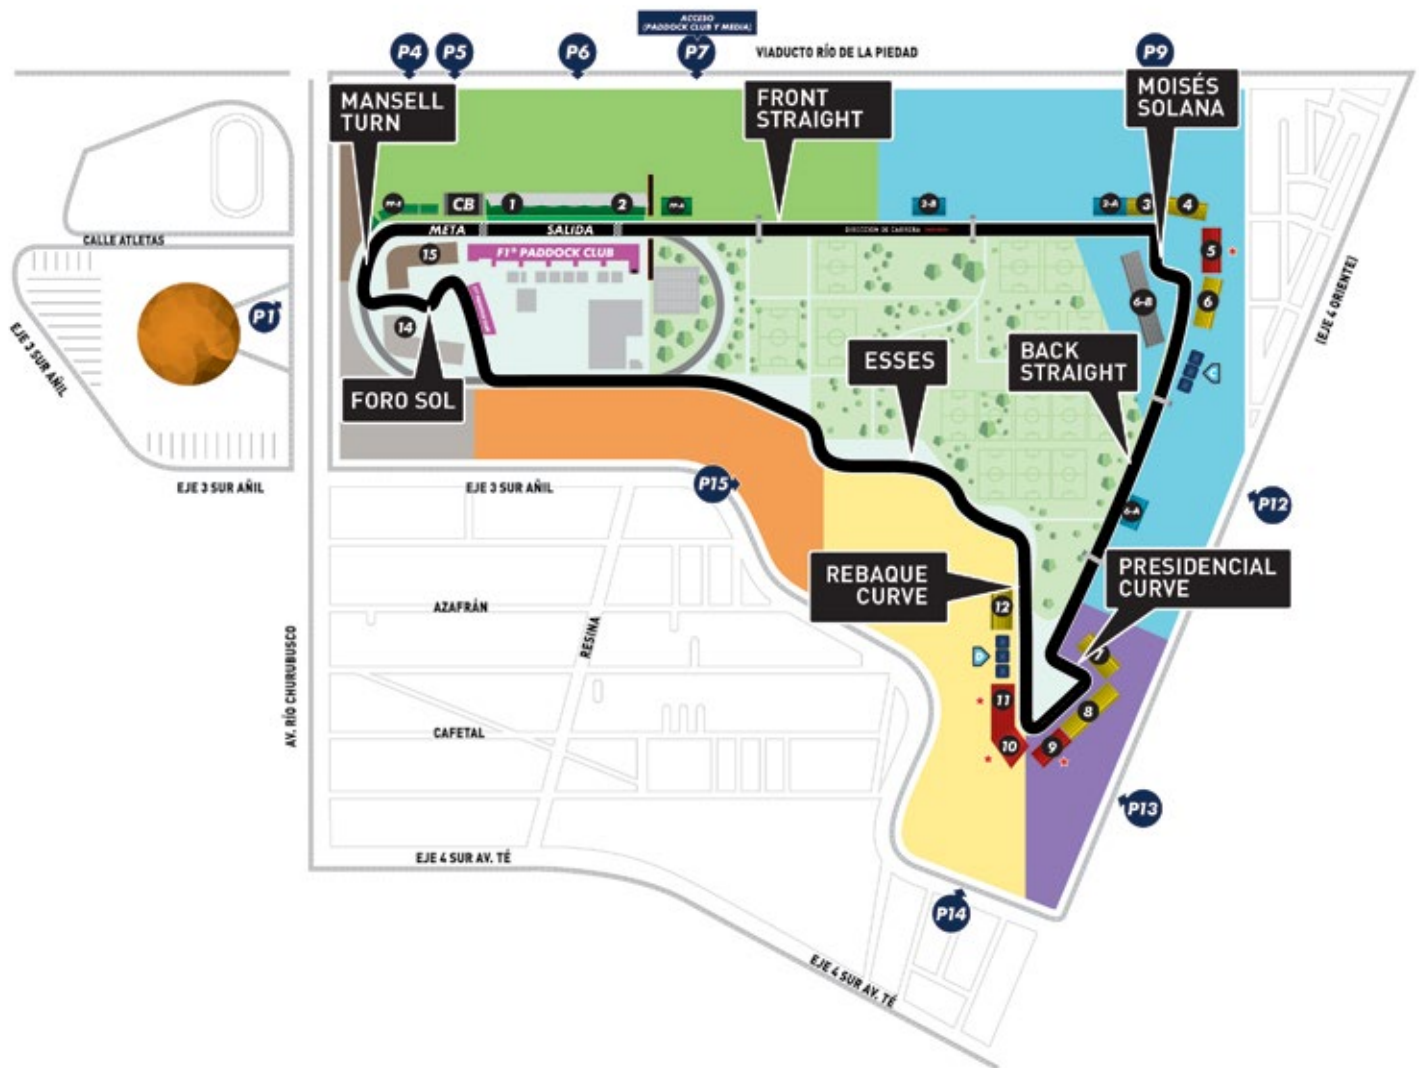 ACCESO
(PADDOCK CLUB Y MEDIA)
P4
P5
P6
P7
VIADUCTO RÍO DE LA PIEDAD
P9
MANSELL
TURN
FRONT
STRAIGHT
MOISÉS
SOLANA
CB
1
2
2-B
2-A
3
4
META
SALIDA
DIRECCIÓN DE CARRERA
CALLE ATLETAS
15
F1® PADDOCK CLUB
5
6
6-B
P1
14
(EJE 4 ORIENTE)
EJE 3 SUR AÑIL
ESSES
BACK
STRAIGHT
C
FORO SOL
EJE 3 SUR AÑIL
EJE 3 SUR AÑIL
P15
6-A
P12
REBAQUE
CURVE
PRESIDENCIAL
CURVE
AZAFRÁN
RESINA
12
D
7
AV. RÍO CHURUBUSCO
CAFETAL
11
8
10
9
P13
EJE 4 SUR AV. TÉ
P14
EJE 4 SUR AV. TÉ